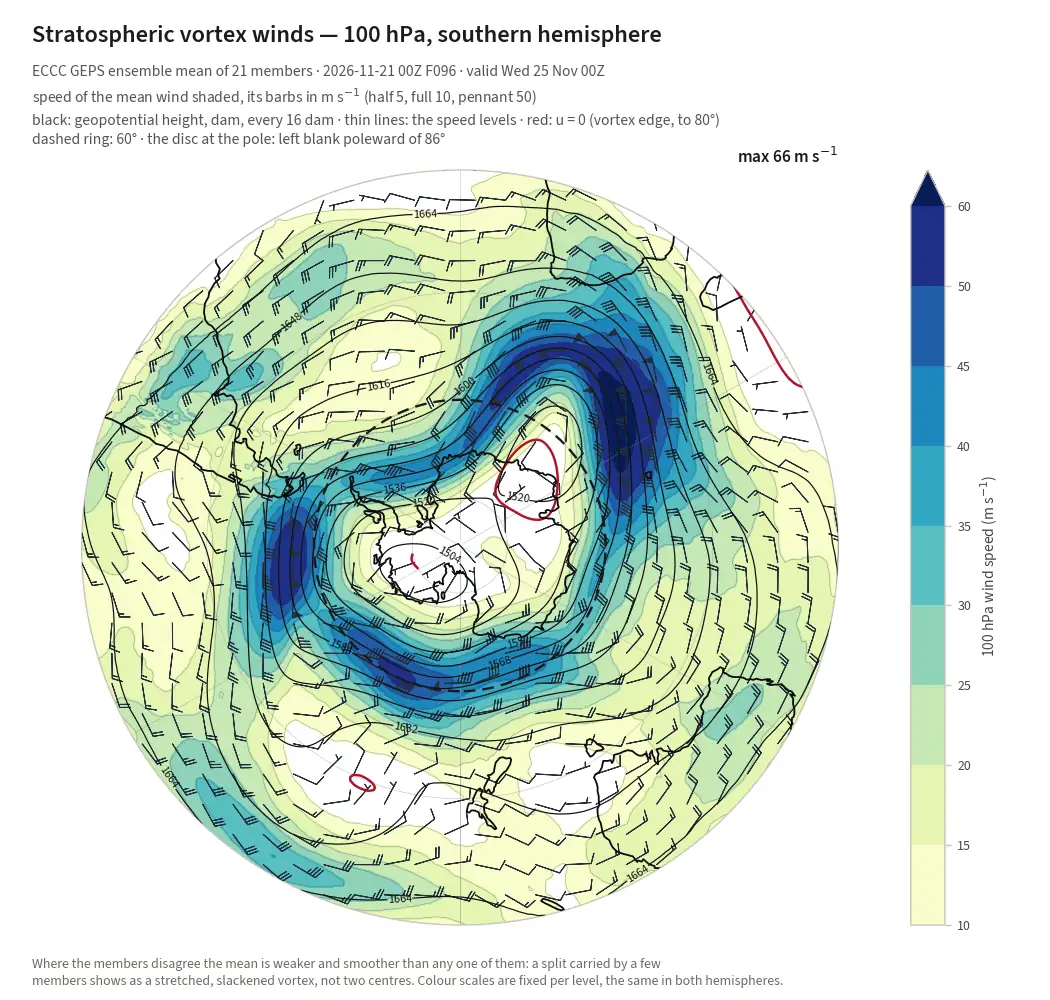 Stratospheric vortex winds — 100 hPa, southern hemisphere
ECCC GEPS ensemble mean of 21 members · 2026-11-21 00Z F096 · valid Wed 25 Nov 00Z
speed of the mean wind shaded, its barbs in m s⁻¹ (half 5, full 10, pennant 50)
black: geopotential height, dam, every 16 dam · thin lines: the speed levels · red: u = 0 (vortex edge, to 80°)
dashed ring: 60° · the disc at the pole: left blank poleward of 86°
max 66 m s⁻¹
1664
1648
1616
1600
1664
1536
1520
1504
1568
1632
1664
1664
1664
60
50
45
40
35
30
25
20
15
10
100 hPa wind speed (m s⁻¹)
Where the members disagree the mean is weaker and smoother than any one of them: a split carried by a few
members shows as a stretched, slackened vortex, not two centres. Colour scales are fixed per level, the same in both hemispheres.